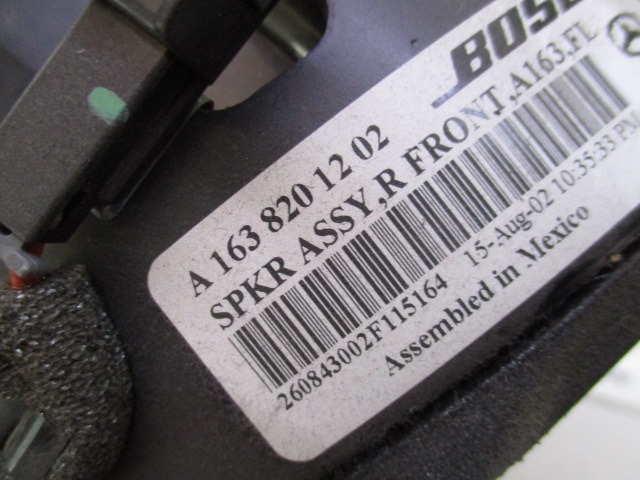 BOSE
A 163 820 12 02
SPKR ASSY,R FRONT,A163,FL
260843002F115164 15-Aug-02 10:35:33 PM
Assembled in Mexico